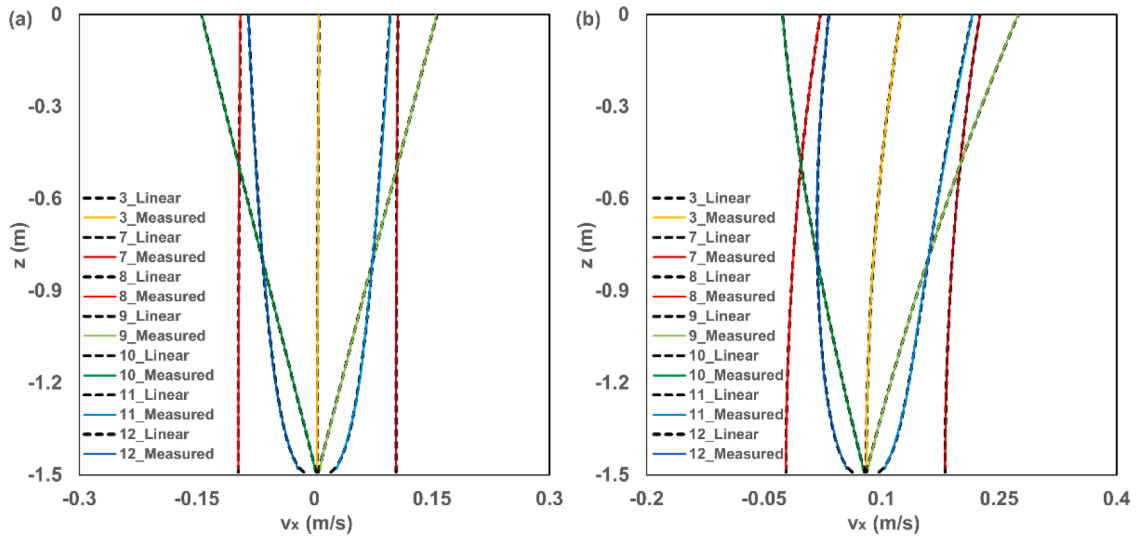 (a)
0
-0.3
-0.6
-0.9
-1.2
-1.5
z (m)
3_Linear
3_Measured
7_Linear
7_Measured
8_Linear
8_Measured
9_Linear
9_Measured
10_Linear
10_Measured
11_Linear
11_Measured
12_Linear
12_Measured
-0.3 -0.15 0 0.15 0.3
vx (m/s)
(b)
0
-0.3
-0.6
-0.9
-1.2
-1.5
z (m)
3_Linear
3_Measured
7_Linear
7_Measured
8_Linear
8_Measured
9_Linear
9_Measured
10_Linear
10_Measured
11_Linear
11_Measured
12_Linear
12_Measured
-0.2 -0.05 0.1 0.25 0.4
vx (m/s)